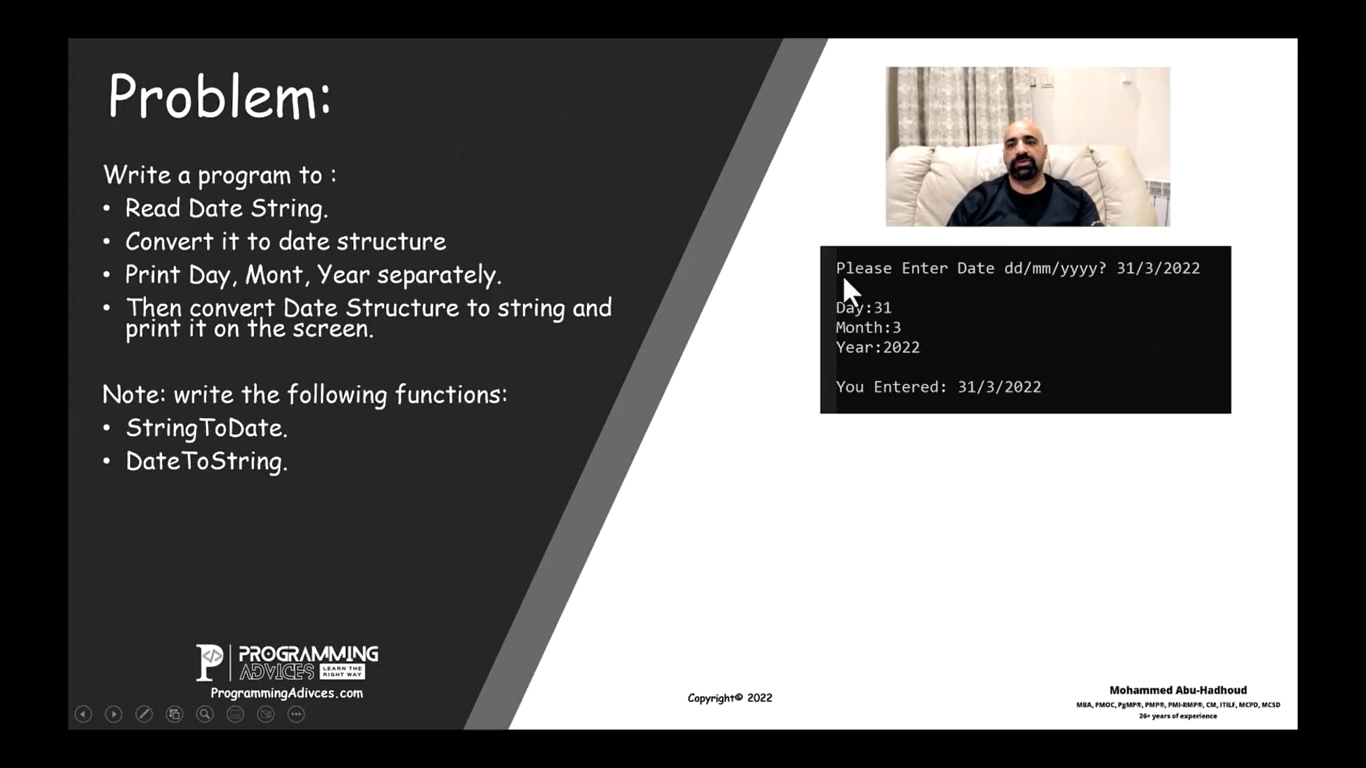 Problem:
Write a program to :
• Read Date String.
• Convert it to date structure
• Print Day, Mont, Year separately.
• Then convert Date Structure to string and
print it on the screen.
Note: write the following functions:
• StringToDate.
• DateToString.
Please Enter Date dd/mm/yyyy? 31/3/2022
Day:31
Month:3
Year:2022
You Entered: 31/3/2022
PROGRAMMING
ADVICES LEARN THE
RIGHT WAY
ProgrammingAdivces.com
Copyright© 2022
Mohammed Abu-Hadhoud
MBA, PMOC, PgMP®, PMP®, PMI-RMP®, CM, ITILF, MCPD, MCSD
26+ years of experience